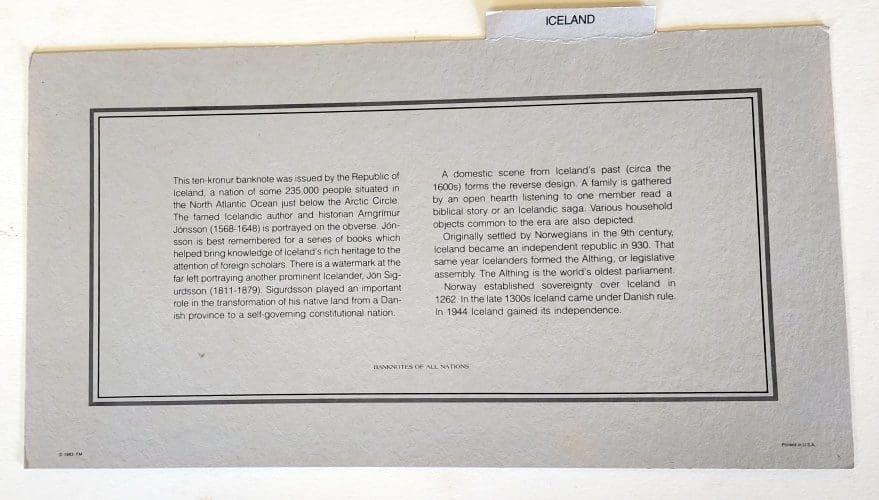 ICELAND
This ten-kronur banknote was issued by the Republic of
Iceland, a nation of some 235,000 people situated in
the North Atlantic Ocean just below the Arctic Circle.
The famed Icelandic author and historian Arngrímur
Jónsson (1568-1648) is portrayed on the obverse. Jón-
sson is best remembered for a series of books which
helped bring knowledge of Iceland's rich heritage to the
attention of foreign scholars. There is a watermark at the
far left portraying another prominent Icelander, Jón Sig-
urdsson (1811-1879). Sigurdsson played an important
role in the transformation of his native land from a Dan-
ish province to a self-governing constitutional nation.
A domestic scene from Iceland's past (circa the
1600s) forms the reverse design. A family is gathered
by an open hearth listening to one member read a
biblical story or an Icelandic saga. Various household
objects common to the era are also depicted.
Originally settled by Norwegians in the 9th century,
Iceland became an independent republic in 930. That
same year Icelanders formed the Althing, or legislative
assembly. The Althing is the world's oldest parliament.
Norway established sovereignty over Iceland in
1262. In the late 1300s Iceland came under Danish rule.
In 1944 Iceland gained its independence.
BANKNOTES OF ALL NATIONS
© 1983 FM
Printed in U.S.A.